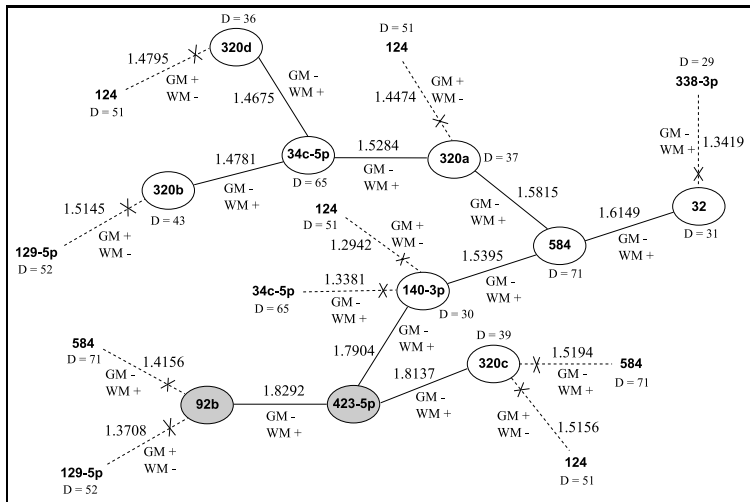 D = 36
320d
1.4795
124
D = 51
GM +
WM -
1.4675
GM -
WM +
D = 51
124
GM +
WM -
1.4474
D = 29
338-3p
GM -
WM +
1.3419
34c-5p
D = 65
1.5284
GM -
WM +
320a
D = 37
1.4781
GM -
WM +
320b
D = 43
1.5145
GM +
WM -
129-5p
D = 52
1.5815
GM -
WM +
1.6149
GM -
WM +
32
D = 31
584
D = 71
124
D = 51
1.2942
GM +
WM -
1.5395
GM -
WM +
34c-5p
D = 65
1.3381
GM -
WM +
140-3p
D = 30
GM -
WM +
1.7904
584
D = 71
1.4156
GM -
WM +
92b
1.3708
GM +
WM -
129-5p
D = 52
1.8292
GM -
WM +
423-5p
1.8137
GM -
WM +
D = 39
320c
1.5194
GM -
WM +
584
D = 71
GM +
WM -
1.5156
124
D = 51